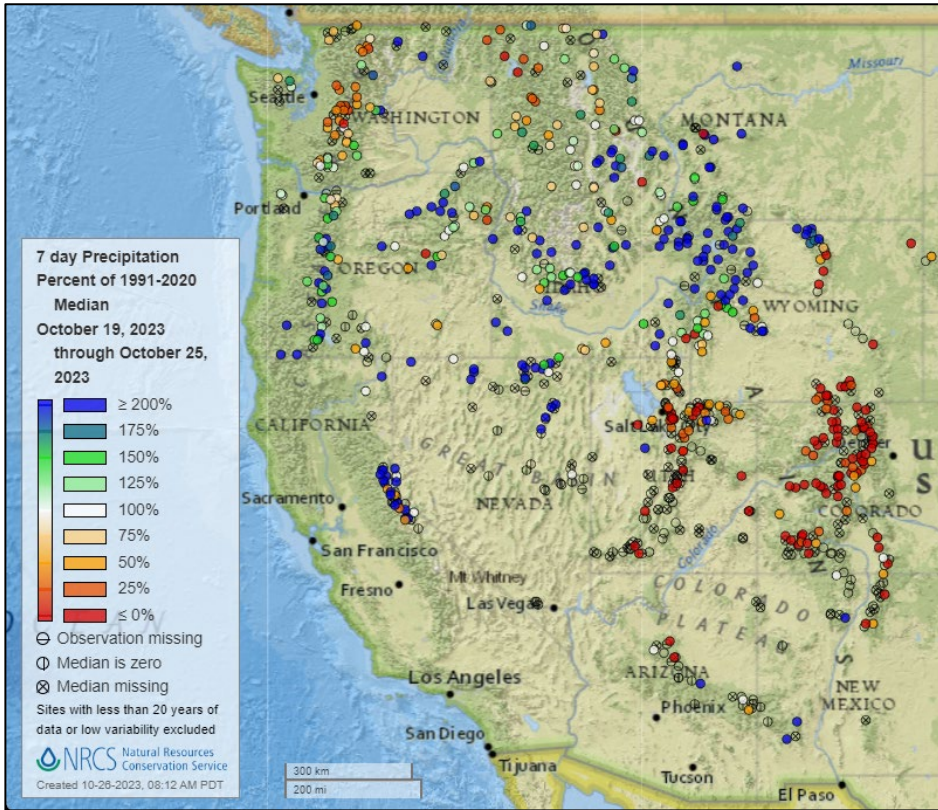 Missouri
Seattle
WASHINGTON
MONTANA
Portland
OREGON
7 day Precipitation
Percent of 1991-2020
Median
October 19, 2023
through October 25,
2023
≥ 200%
175%
150%
125%
100%
75%
50%
25%
≤ 0%
Observation missing
Median is zero
Median missing
Sites with less than 20 years of
data or low variability excluded
NRCS Natural Resources
Conservation Service
Created 10-26-2023, 08:12 AM PDT
Snake
WYOMING
CALIFORNIA
Salt Lake City
GREAT BASIN
UTAH
NEVADA
Denver
U
S
COLORADO
Sacramento
San Francisco
Fresno
Mt Whitney
Las Vegas
Colorado
COLORADO
PLATEAU
ARIZONA
Phoenix
NEW
MEXICO
Los Angeles
San Diego
Tijuana
Tucson
El Paso
300 km
200 mi